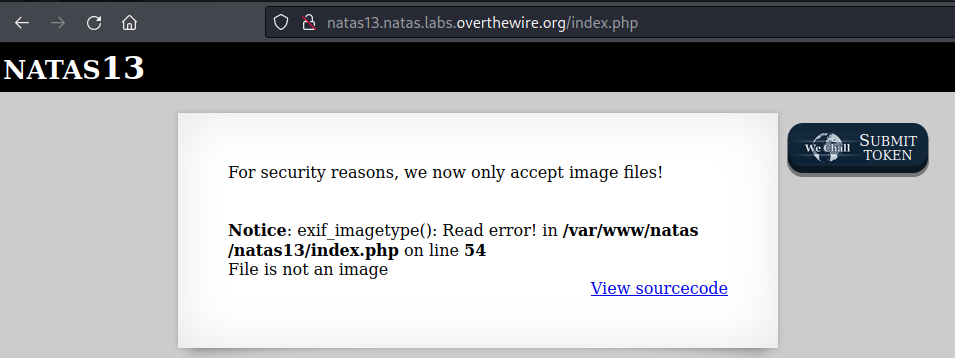 natas13.natas.labs.overthewire.org/index.php
NATAS13
For security reasons, we now only accept image files!
We Chall
SUBMIT
TOKEN
Notice: exif_imagetype(): Read error! in /var/www/natas
/natas13/index.php on line 54
File is not an image
View sourcecode